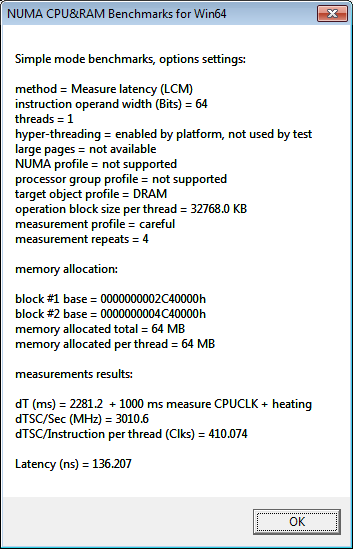 NUMA CPU&RAM Benchmarks for Win64
Simple mode benchmarks, options settings:
method = Measure latency (LCM)
instruction operand width (Bits) = 64
threads = 1
hyper-threading = enabled by platform, not used by test
large pages = not available
NUMA profile = not supported
processor group profile = not supported
target object profile = DRAM
operation block size per thread = 32768.0 KB
measurement profile = careful
measurement repeats = 4
memory allocation:
block #1 base = 0000000002C40000h
block #2 base = 0000000004C40000h
memory allocated total = 64 MB
memory allocated per thread = 64 MB
measurements results:
dT (ms) = 2281.2  + 1000 ms measure CPUCLK + heating
dTSC/Sec (MHz) = 3010.6
dTSC/Instruction per thread (Clks) = 410.074
Latency (ns) = 136.207
OK